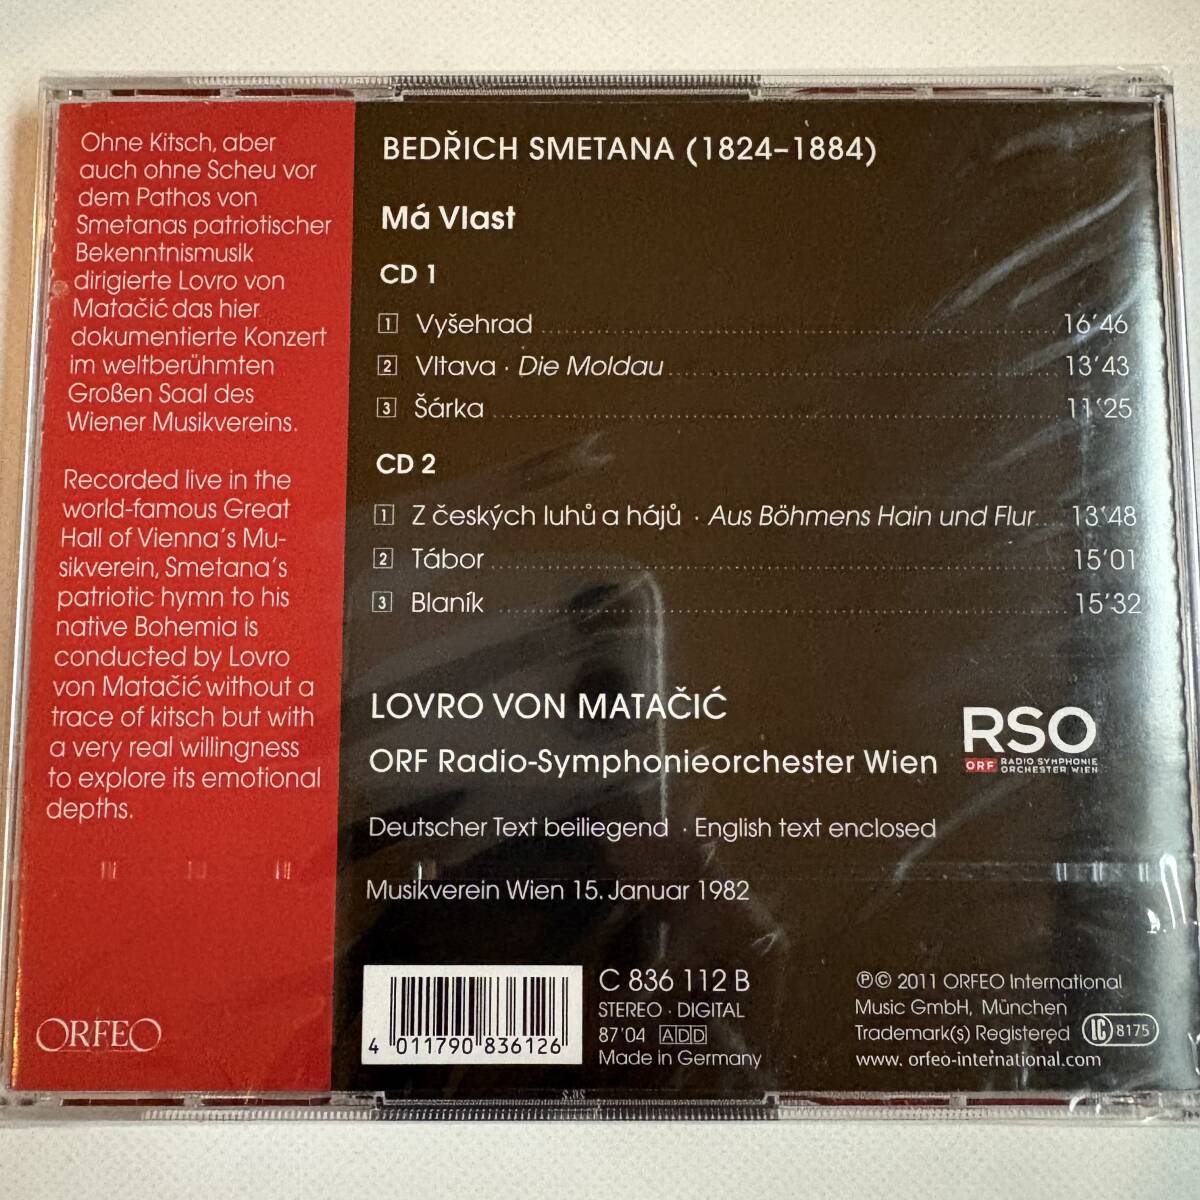 Ohne Kitsch, aber
auch ohne Scheu vor
dem Pathos von
Smetanas patriotischer
Bekenntnismusik
dirigierte Lovro von
Matačić das hier
dokumentierte Konzert
im weltberühmten
Großen Saal des
Wiener Musikvereins.
Recorded live in the
world-famous Great
Hall of Vienna's Mu-
sikverein, Smetana's
patriotic hymn to his
native Bohemia is
conducted by Lovro
von Matačić without a
trace of kitsch but with
a very real willingness
to explore its emotional
depths.
ORFEO
BEDŘICH SMETANA (1824–1884)
Má Vlast
CD 1
1 Vyšehrad 16'46
2 Vltava · Die Moldau 13'43
3 Šárka 11'25
CD 2
1 Z českých luhů a hájů · Aus Böhmens Hain und Flur 13'48
2 Tábor 15'01
3 Blaník 15'32
LOVRO VON MATAČIĆ
ORF Radio-Symphonieorchester Wien
RSO
ORF RADIO SYMPHONIE
ORCHESTER WIEN
Deutscher Text beiliegend · English text enclosed
Musikverein Wien 15. Januar 1982
4 011790 836126
C 836 112 B
STEREO · DIGITAL
87'04 ADD
Made in Germany
℗© 2011 ORFEO International
Music GmbH, München
Trademark(s) Registered
LC 8175
www.orfeo-international.com